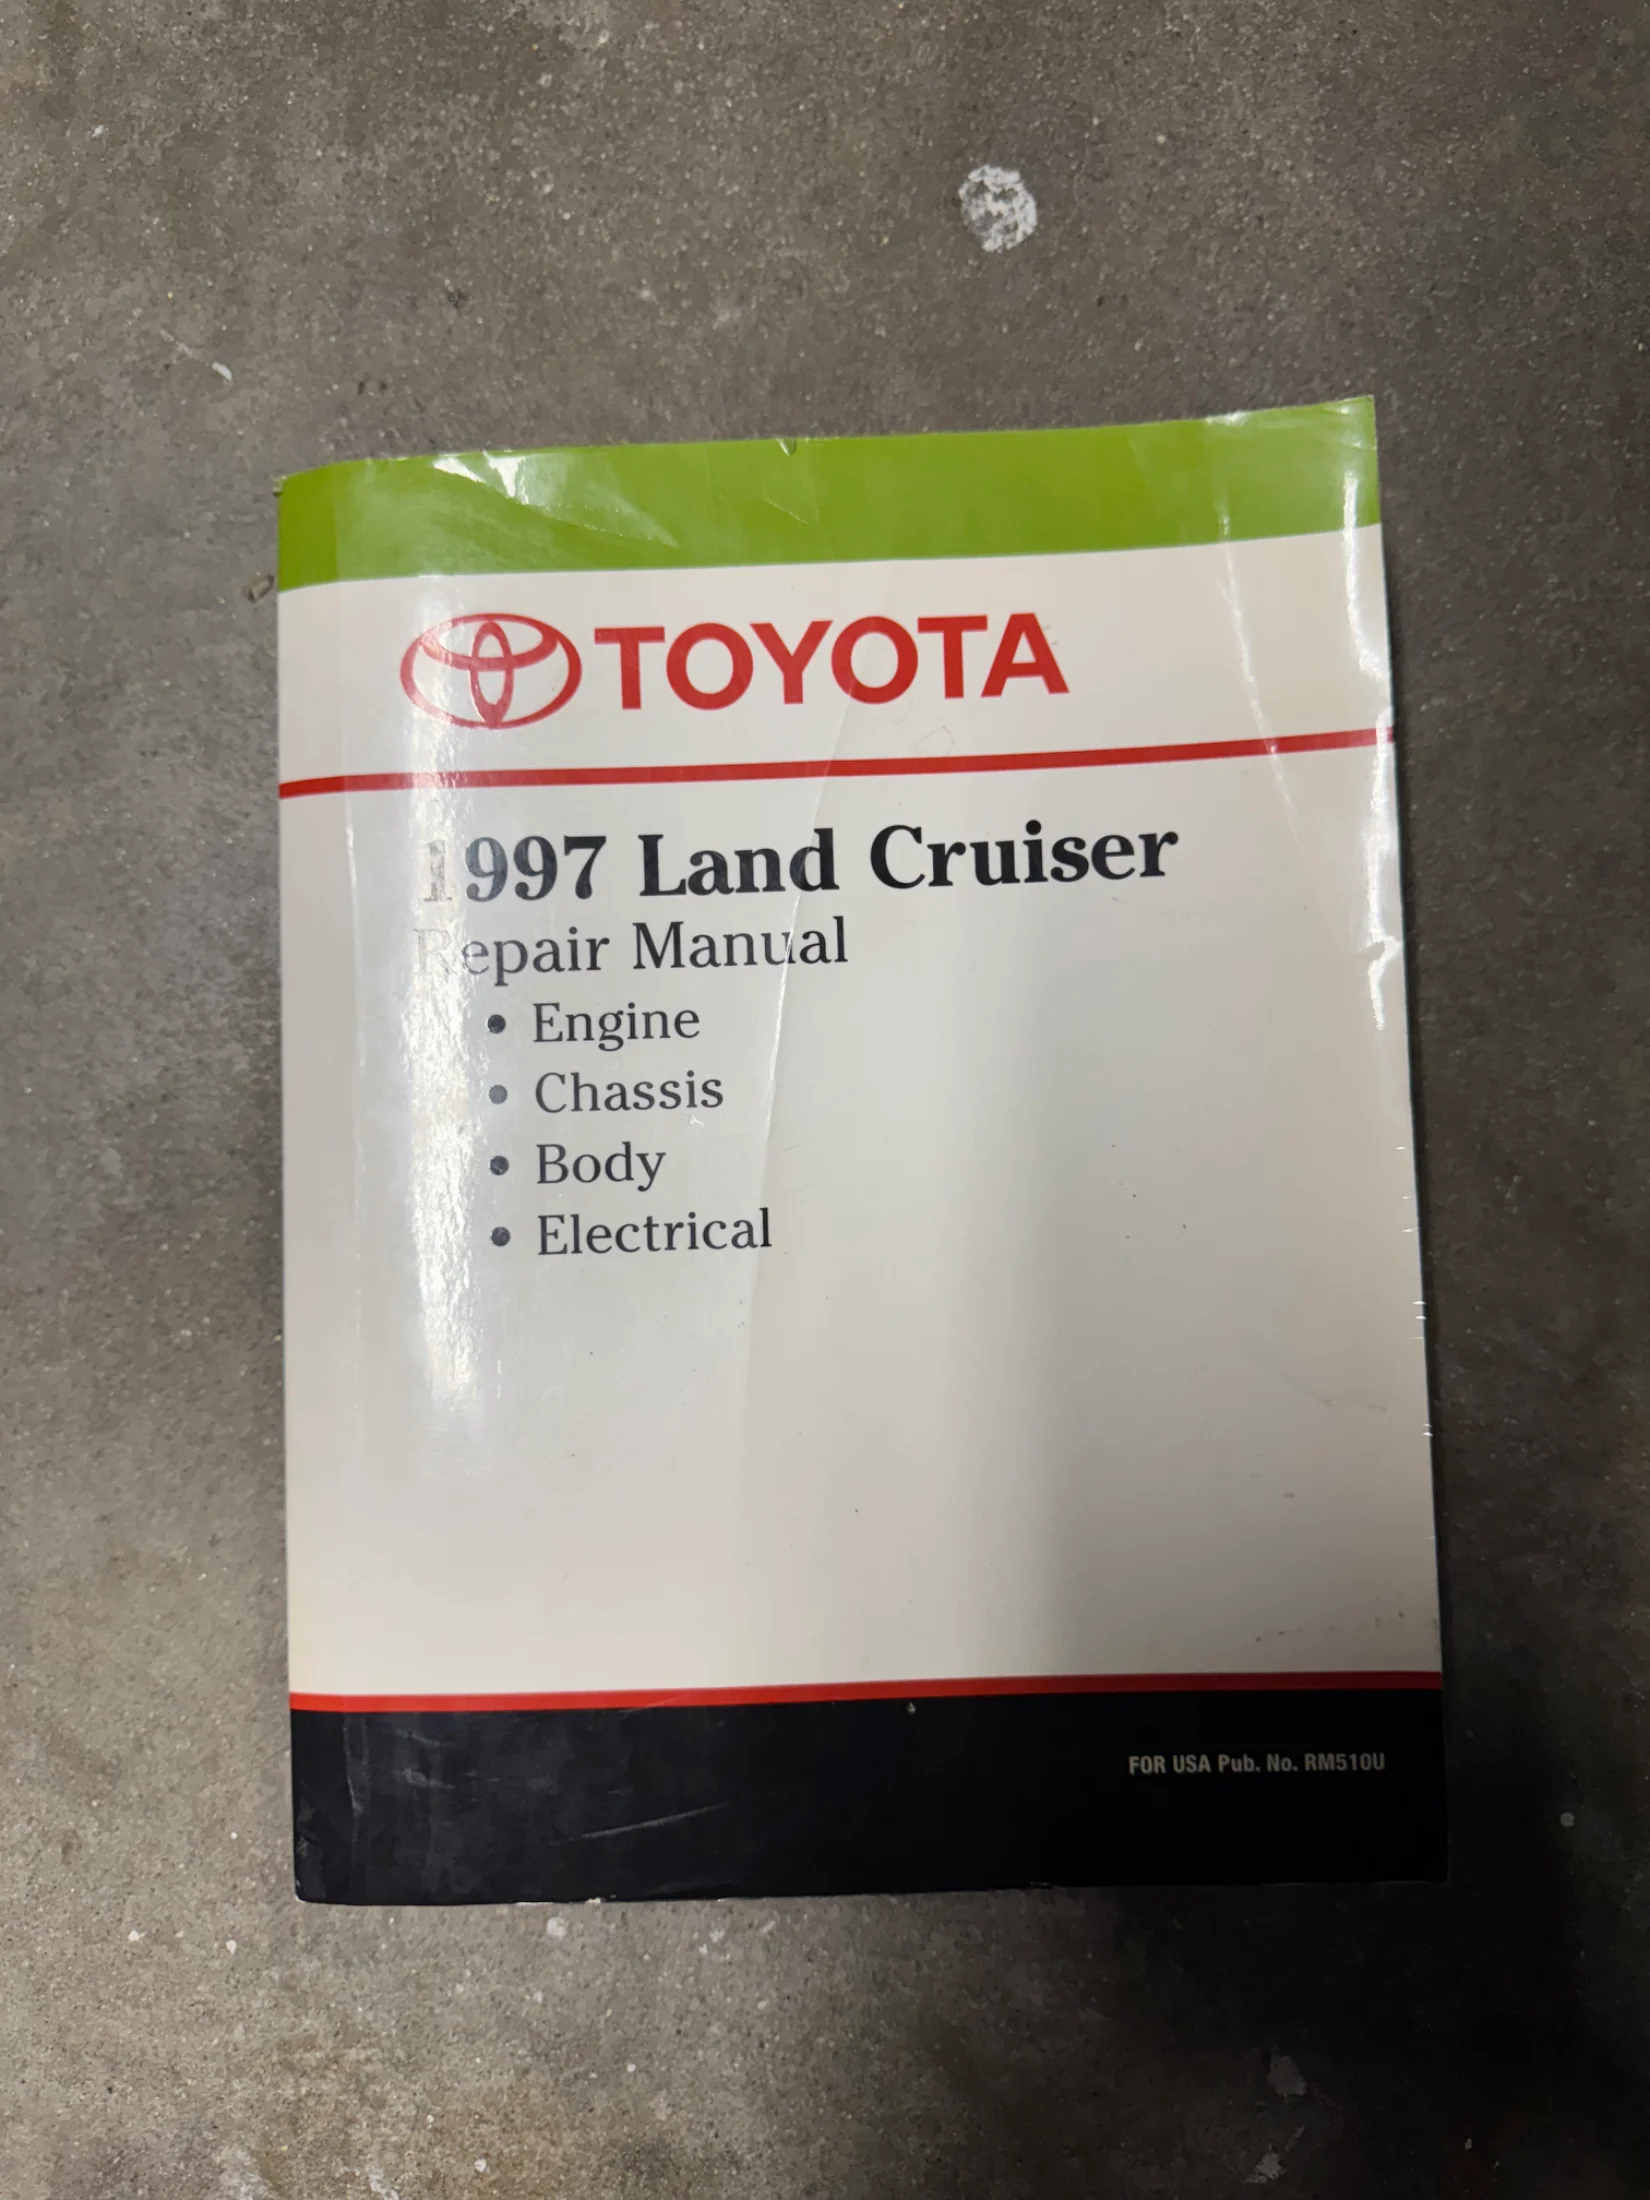 TOYOTA
1997 Land Cruiser
Repair Manual
• Engine
• Chassis
• Body
• Electrical
FOR USA Pub. No. RM510U